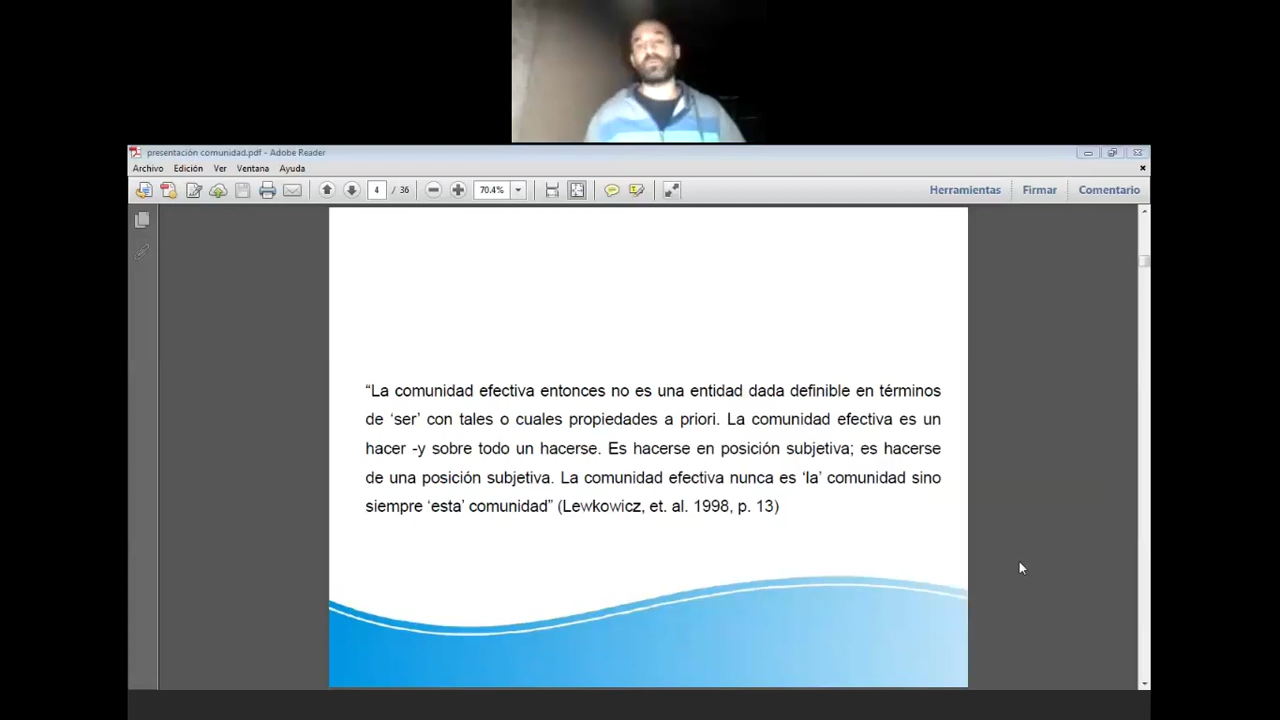 presentación comunidad.pdf - Adobe Reader
Archivo Edición Ver Ventana Ayuda
4 / 36 70.4% Herramientas Firmar Comentario
“La comunidad efectiva entonces no es una entidad dada definible en términos
de ‘ser’ con tales o cuales propiedades a priori. La comunidad efectiva es un
hacer -y sobre todo un hacerse. Es hacerse en posición subjetiva; es hacerse
de una posición subjetiva. La comunidad efectiva nunca es ‘la’ comunidad sino
siempre ‘esta’ comunidad” (Lewkowicz, et. al. 1998, p. 13)